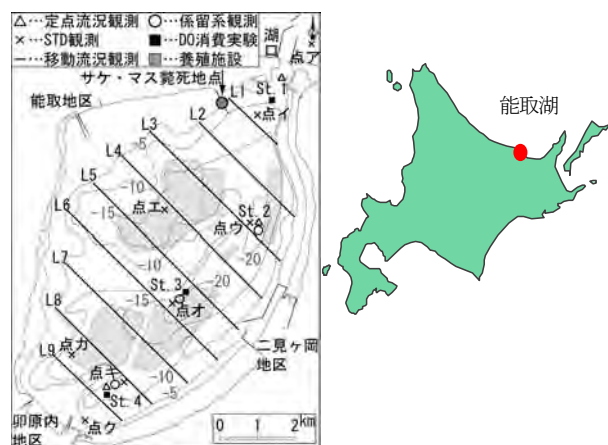 △…定点流況観測 ○…係留系観測
×…STD観測 ■…DO消費実験
―…移動流況観測 …養殖施設
湖口
点ア
サケ・マス斃死地点
能取地区
L1
St.1
点イ
L2
L3
L4
L5
L6
L7
L8
L9
-5
-10
-15
点エ
St.2
点ウ
-20
-10
-20
St.3
-15
点オ
点カ
二見ヶ岡地区
点キ
-10
-5
St.4
卯原内地区
点ク
0 1 2km
能取湖